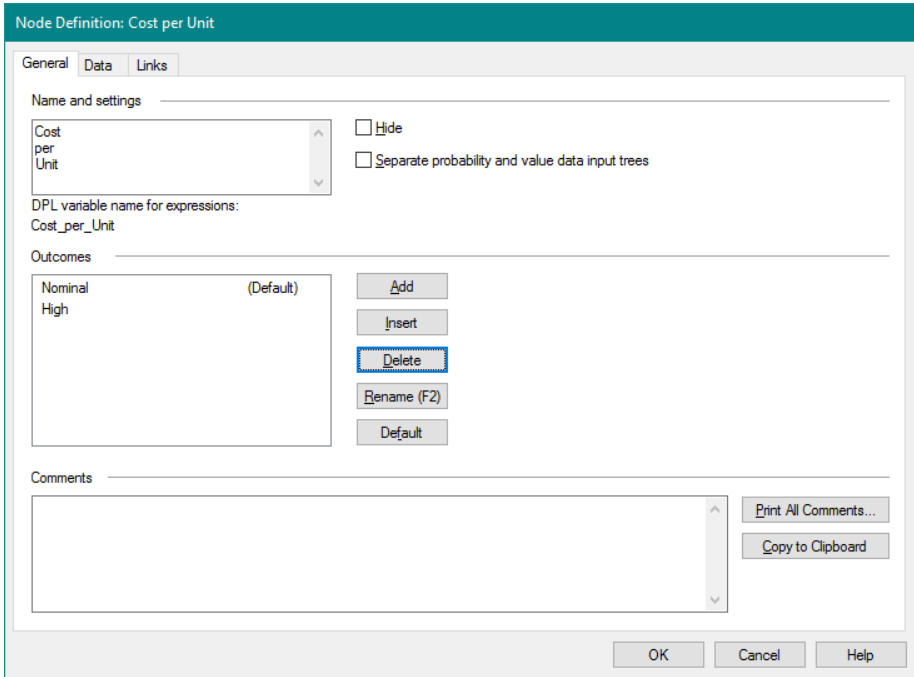 Node Definition: Cost per Unit
General Data Links
Name and settings
Cost
per
Unit
Hide
Separate probability and value data input trees
DPL variable name for expressions:
Cost_per_Unit
Outcomes
Nominal (Default)
High
Add
Insert
Delete
Rename (F2)
Default
Comments
Print All Comments...
Copy to Clipboard
OK Cancel Help